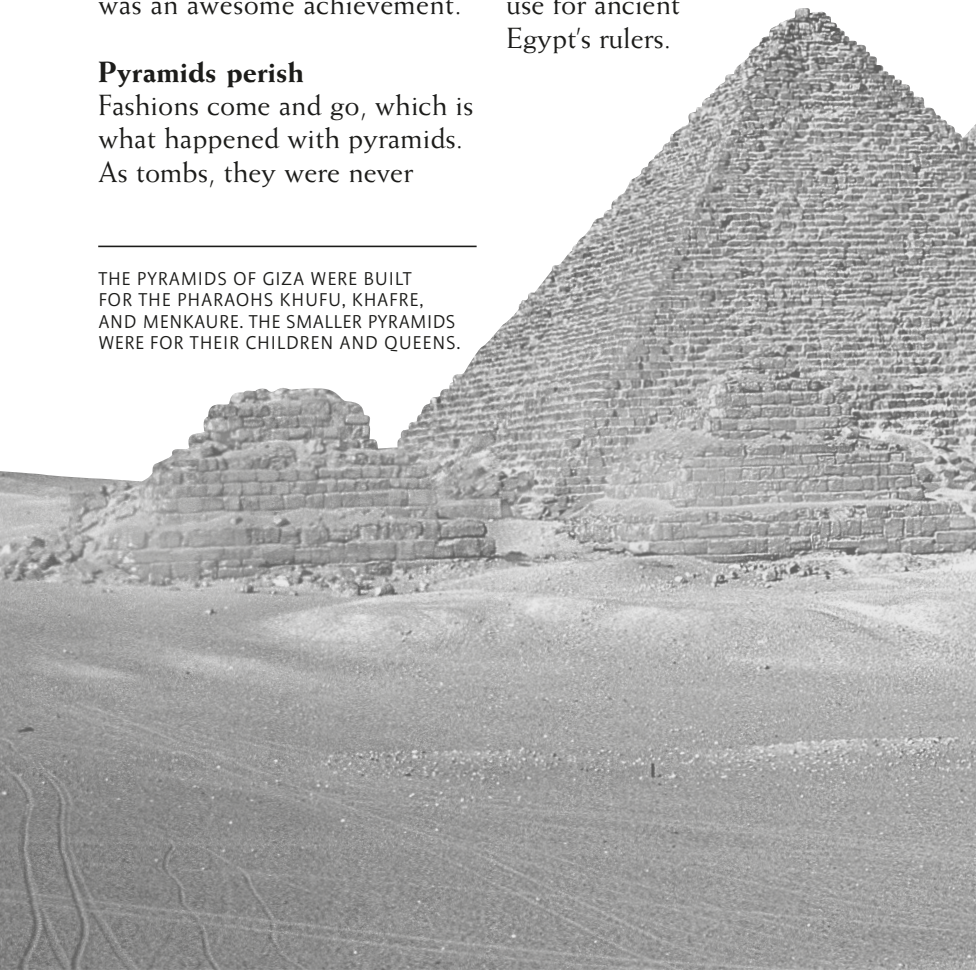 was an awesome achievement.
Pyramids perish
Fashions come and go, which is
what happened with pyramids.
As tombs, they were never
THE PYRAMIDS OF GIZA WERE BUILT
FOR THE PHARAOHS KHUFU, KHAFRE,
AND MENKAURE. THE SMALLER PYRAMIDS
WERE FOR THEIR CHILDREN AND QUEENS.
use for ancient
Egypt’s rulers.